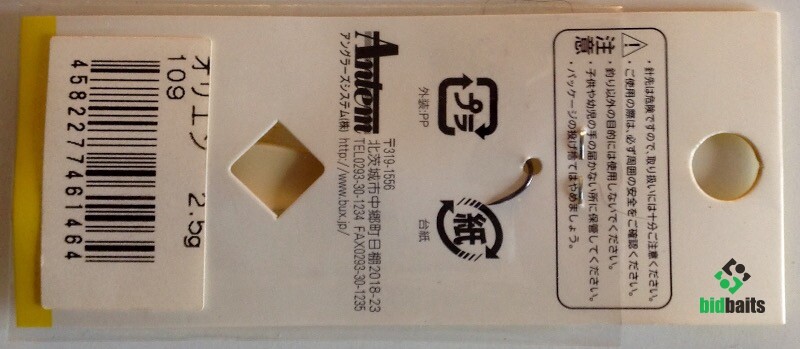 ⚠注意
・針先は危険ですので、取り扱いには十分ご注意ください。
・ご使用の際は、必ず周囲の安全をご確認ください。
・釣り以外の目的には使用しないでください。
・子供や幼児の手の届かない所に保管してください。
・パッケージの投げ捨てはやめましょう。
プラ
外装:PP
紙
台紙
Antem
アングラーズシステム(株)
〒319-1556
北茨城市中郷町日棚2018-23
TEL0293-30-1234 FAX0293-30-1235
http://www.bux.jp/
オリエン 2.5g
109
4582277461464
bidbaits